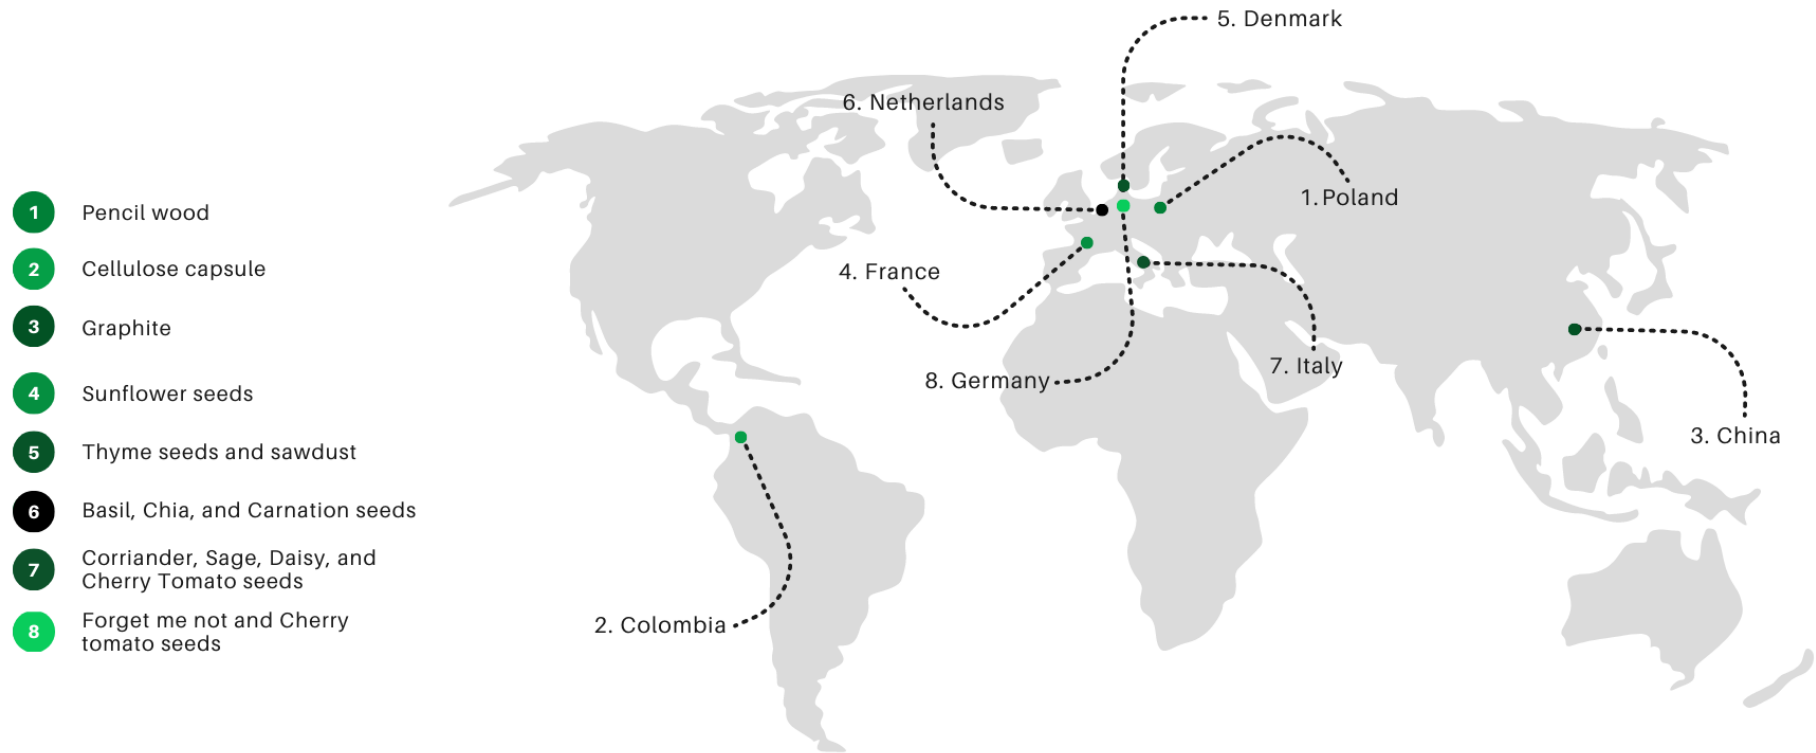 1 Pencil wood
2 Cellulose capsule
3 Graphite
4 Sunflower seeds
5 Thyme seeds and sawdust
6 Basil, Chia, and Carnation seeds
7 Corriander, Sage, Daisy, and
Cherry Tomato seeds
8 Forget me not and Cherry
tomato seeds
5. Denmark
6. Netherlands
1.Poland
4. France
7. Italy
8. Germany
3. China
2. Colombia